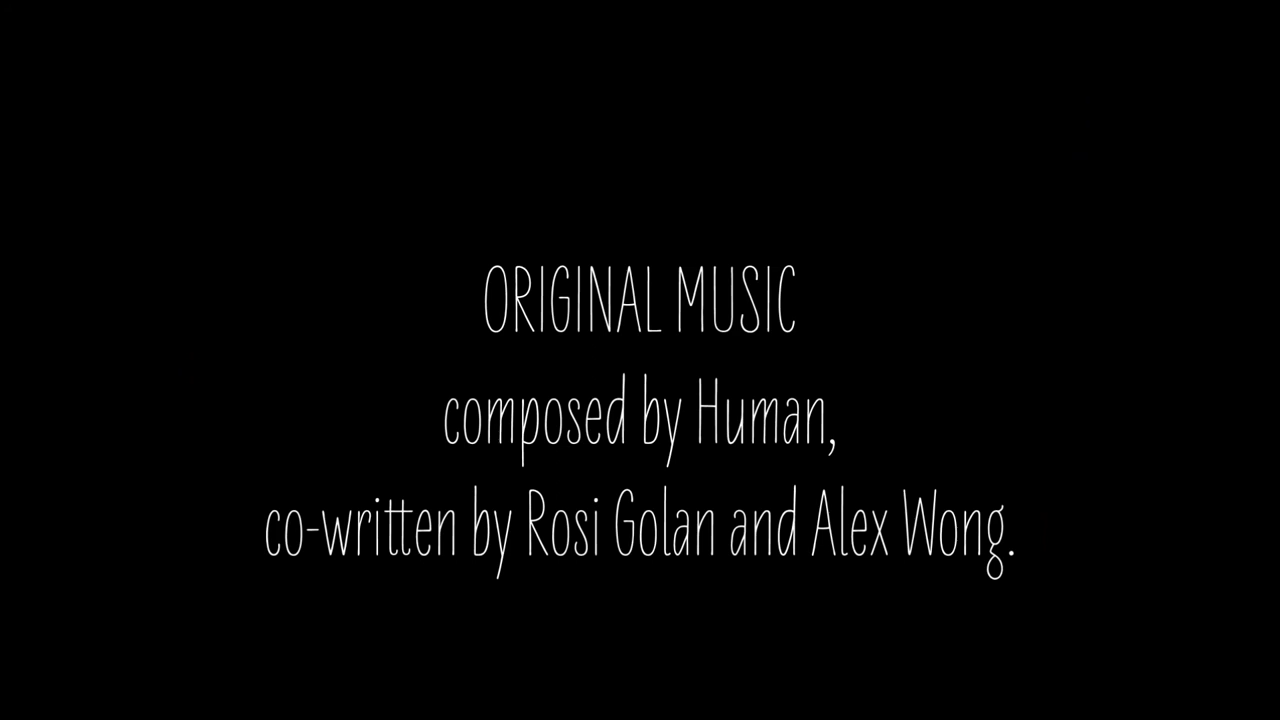 ORIGINAL MUSIC
composed by Human,
co-written by Rosi Golan and Alex Wong.